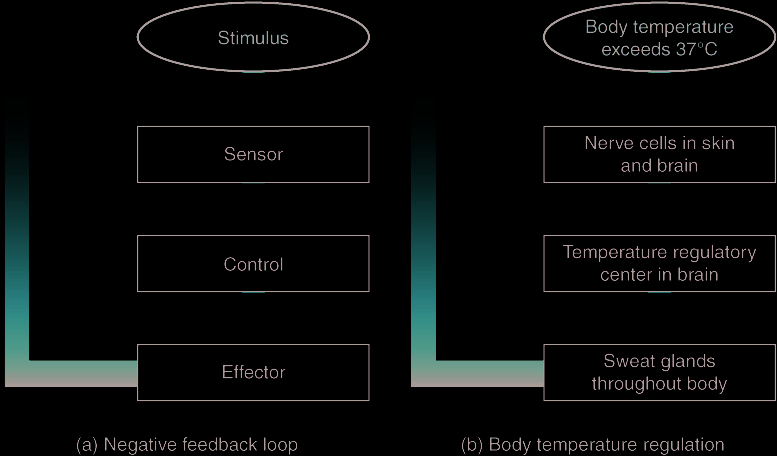 Stimulus
Sensor
Control
Effector
(a) Negative feedback loop
Body temperature
exceeds 37°C
Nerve cells in skin
and brain
Temperature regulatory
center in brain
Sweat glands
throughout body
(b) Body temperature regulation